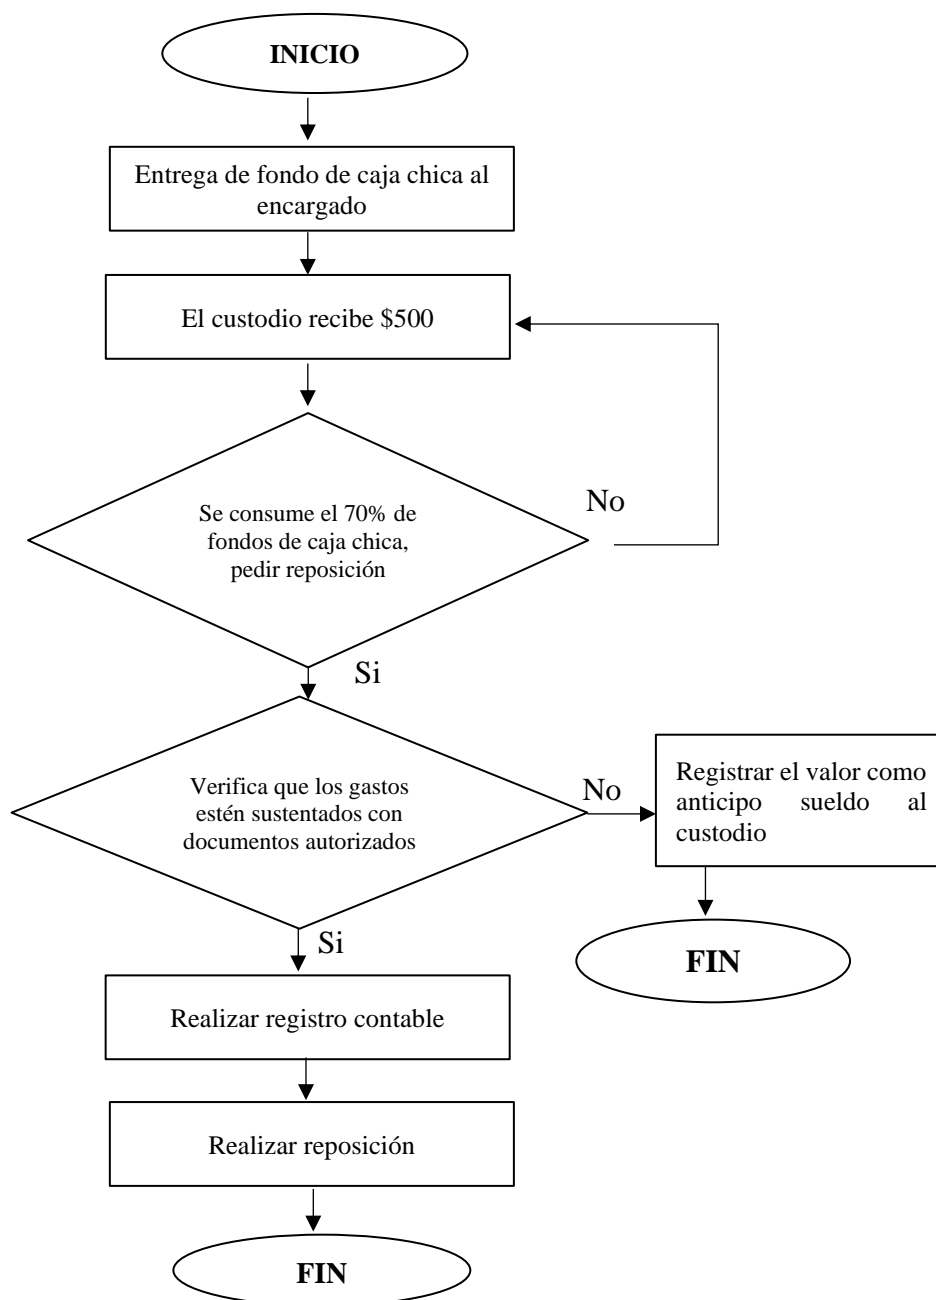 INICIO
Entrega de fondo de caja chica al
encargado
El custodio recibe $500
Se consume el 70% de
fondos de caja chica,
pedir reposición
No
Si
Verifica que los gastos
estén sustentados con
documentos autorizados
No
Registrar el valor como
anticipo sueldo al
custodio
Si
FIN
Realizar registro contable
Realizar reposición
FIN